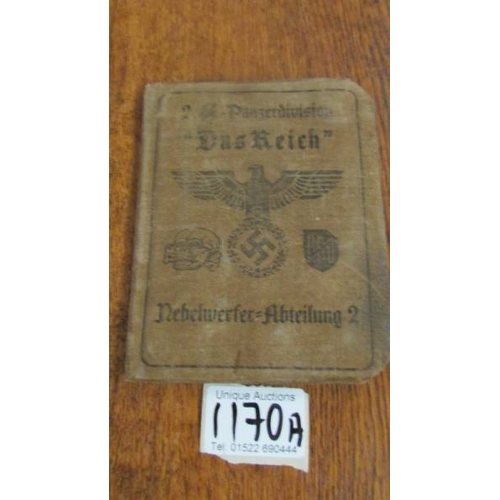 2. SS-Panzerdivision
"Das Reich"
Nebelwerfer=Abteilung 2
Unique Auctions
1170A
Tel: 01522 690444